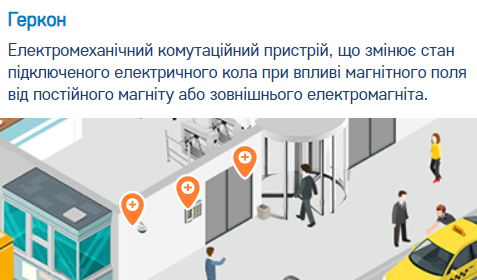 Геркон
Електромеханічний комутаційний пристрій, що змінює стан
підключеного електричного кола при впливі магнітного поля
від постійного магніту або зовнішнього електромагніта.